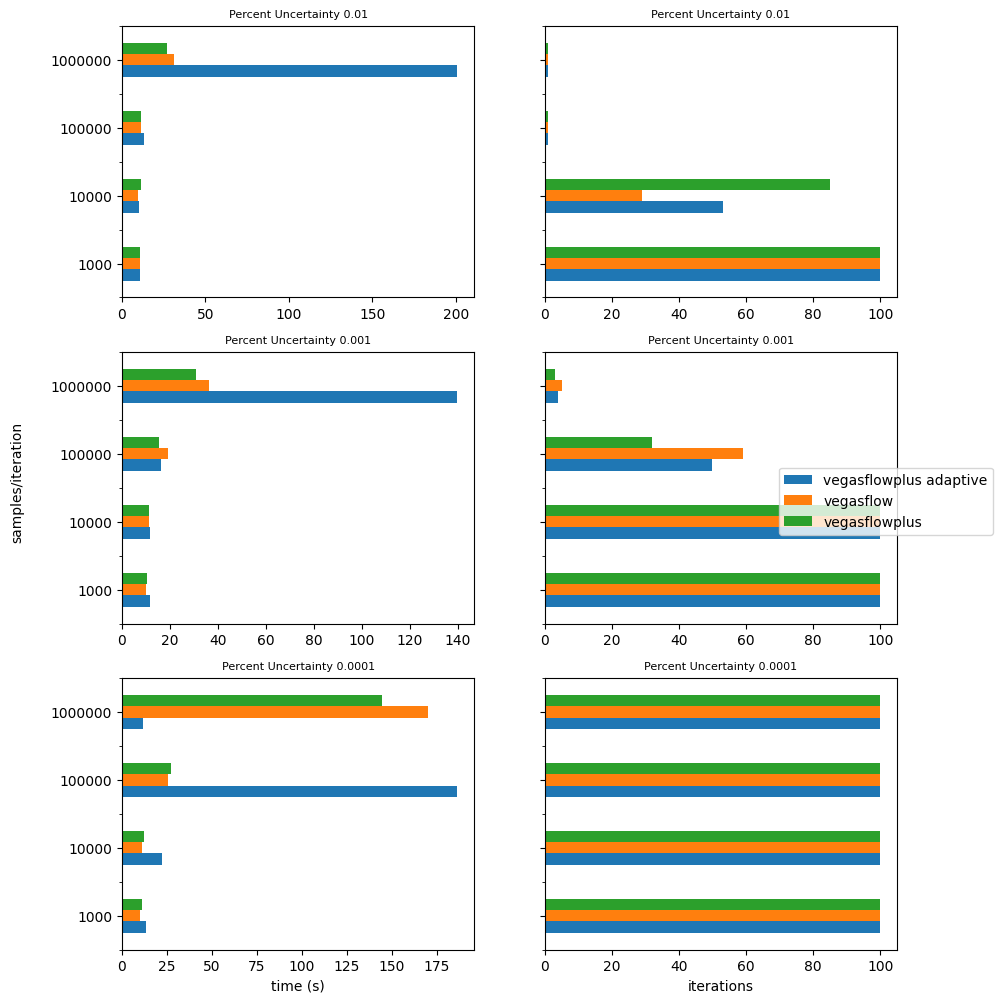 Percent Uncertainty 0.01
Percent Uncertainty 0.01
1000000
100000
10000
1000
0 50 100 150 200
0 20 40 60 80 100
Percent Uncertainty 0.001
Percent Uncertainty 0.001
samples/iteration
1000000
100000
10000
1000
0 20 40 60 80 100 120 140
0 20 40 60 80 100
vegasflowplus adaptive
vegasflow
vegasflowplus
Percent Uncertainty 0.0001
Percent Uncertainty 0.0001
1000000
100000
10000
1000
0 25 50 75 100 125 150 175
0 20 40 60 80 100
time (s)
iterations